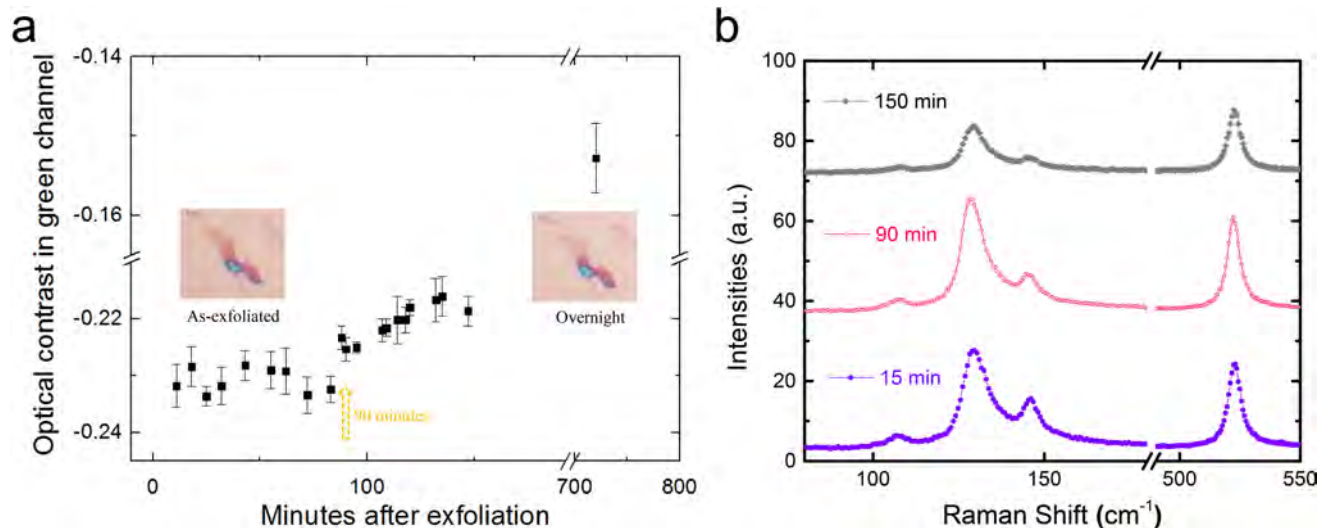 a
-0.14
-0.16
-0.22
-0.24
Optical contrast in green channel
As-exfoliated
Overnight
90 minutes
0 100 700 800
Minutes after exfoliation
b
100
80
60
40
20
0
Intensities (a.u.)
150 min
90 min
15 min
100 150 500 550
Raman Shift (cm⁻¹)